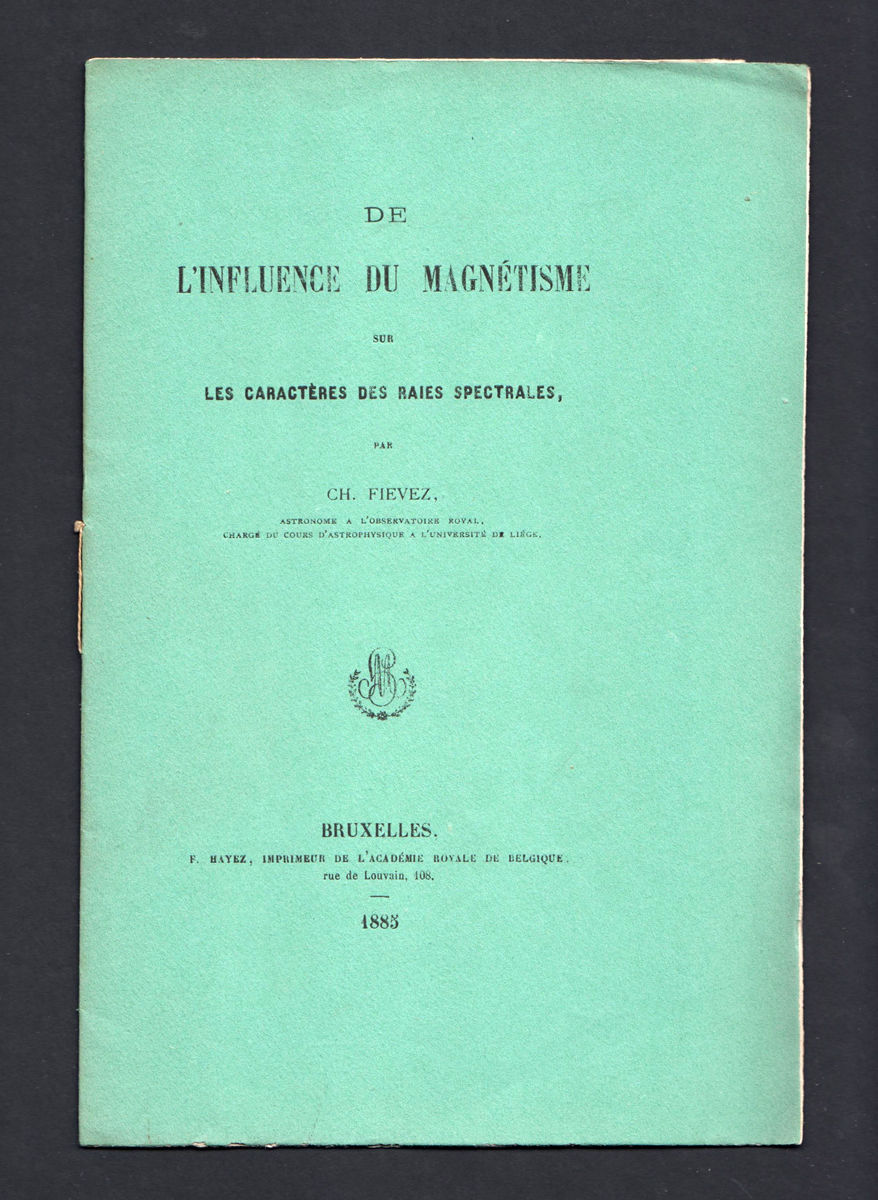 DE
L'INFLUENCE DU MAGNÉTISME
SUR
LES CARACTÈRES DES RAIES SPECTRALES,
PAR
CH. FIEVEZ,
ASTRONOME A L'OBSERVATOIRE ROYAL,
CHARGÉ DU COURS D'ASTROPHYSIQUE A L'UNIVERSITÉ DE LIÉGE.
BRUXELLES.
F. HAYEZ, IMPRIMEUR DE L'ACADÉMIE ROYALE DE BELGIQUE,
rue de Louvain, 108.
1885